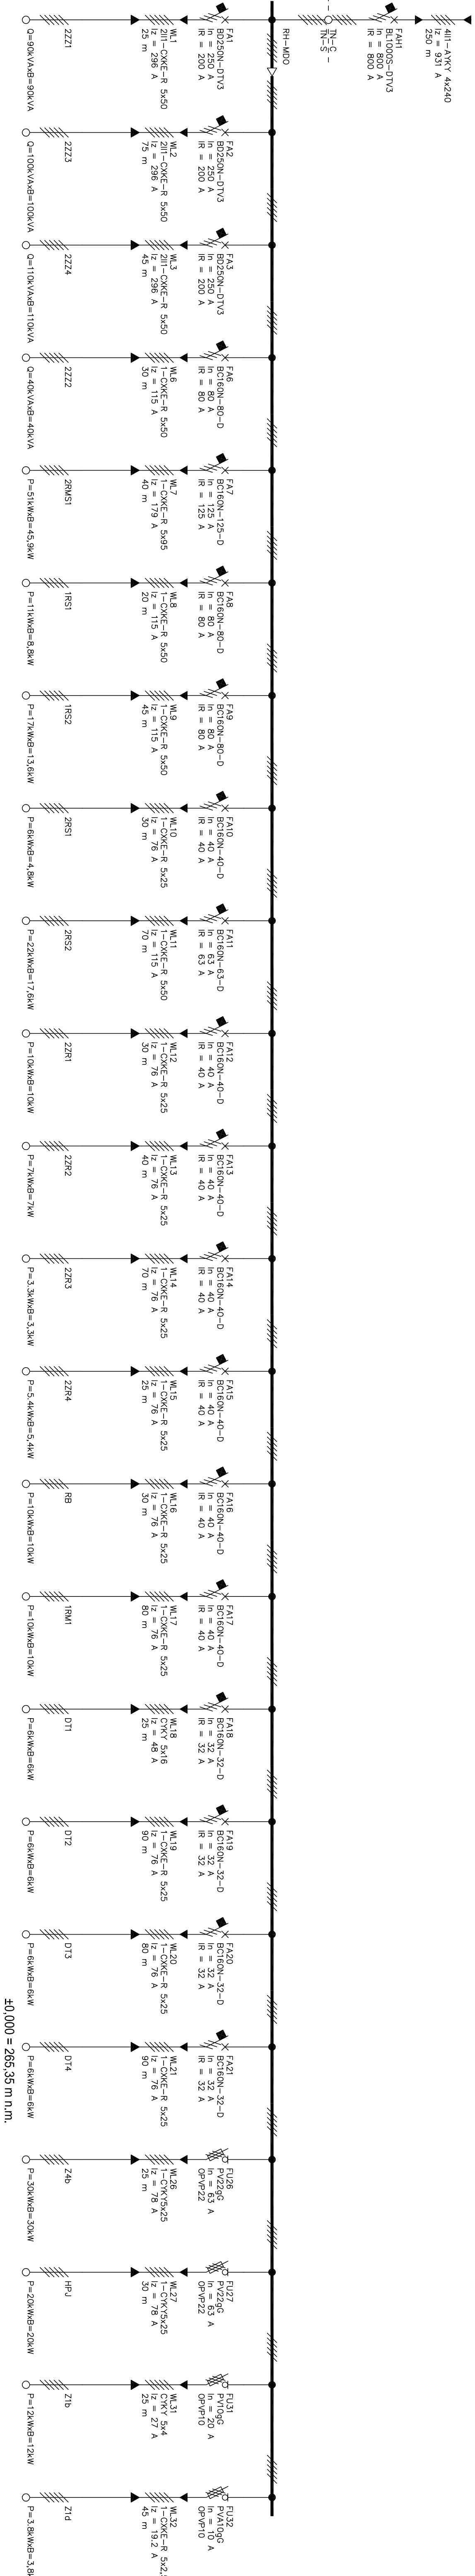 4II1-AYKY 4x240
Iz = 931 A
250 m
FAH1
BL1000S-DTV3
In = 800 A
IR = 800 A
TN-C
TN-S
RH-MDO
FA1
BD250N-DTV3
In = 250 A
IR = 200 A
WL1
2II1-CXKE-R 5x50
Iz = 296 A
25 m
2ZZ1
Q=90kVAxB=90kVA
FA2
BD250N-DTV3
In = 250 A
IR = 200 A
WL2
2II1-CXKE-R 5x50
Iz = 296 A
75 m
2ZZ3
Q=100kVAxB=100kVA
FA3
BD250N-DTV3
In = 250 A
IR = 200 A
WL3
2II1-CXKE-R 5x50
Iz = 296 A
45 m
2ZZ4
Q=110kVAxB=110kVA
FA6
BC160N-80-D
In = 80 A
IR = 80 A
WL6
1-CXKE-R 5x50
Iz = 115 A
30 m
2ZZ2
Q=40kVAxB=40kVA
FA7
BC160N-125-D
In = 125 A
IR = 125 A
WL7
1-CXKE-R 5x95
Iz = 179 A
40 m
2RMS1
P=51kWxB=45,9kW
FA8
BC160N-80-D
In = 80 A
IR = 80 A
WL8
1-CXKE-R 5x50
Iz = 115 A
20 m
1RS1
P=11kWxB=8,8kW
FA9
BC160N-80-D
In = 80 A
IR = 80 A
WL9
1-CXKE-R 5x50
Iz = 115 A
45 m
1RS2
P=17kWxB=13,6kW
FA10
BC160N-40-D
In = 40 A
IR = 40 A
WL10
1-CXKE-R 5x25
Iz = 76 A
30 m
2RS1
P=6kWxB=4,8kW
FA11
BC160N-63-D
In = 63 A
IR = 63 A
WL11
1-CXKE-R 5x50
Iz = 115 A
70 m
2RS2
P=22kWxB=17,6kW
FA12
BC160N-40-D
In = 40 A
IR = 40 A
WL12
1-CXKE-R 5x25
Iz = 76 A
30 m
2ZR1
P=10kWxB=10kW
FA13
BC160N-40-D
In = 40 A
IR = 40 A
WL13
1-CXKE-R 5x25
Iz = 76 A
40 m
2ZR2
P=7kWxB=7kW
FA14
BC160N-40-D
In = 40 A
IR = 40 A
WL14
1-CXKE-R 5x25
Iz = 76 A
70 m
2ZR3
P=3.3kWxB=3,3kW
FA15
BC160N-40-D
In = 40 A
IR = 40 A
WL15
1-CXKE-R 5x25
Iz = 76 A
25 m
2ZR4
P=5.4kWxB=5,4kW
FA16
BC160N-40-D
In = 40 A
IR = 40 A
WL16
1-CXKE-R 5x25
Iz = 76 A
30 m
RB
P=10kWxB=10kW
FA17
BC160N-40-D
In = 40 A
IR = 40 A
WL17
1-CXKE-R 5x25
Iz = 76 A
80 m
1RM1
P=10kWxB=10kW
FA18
BC160N-32-D
In = 32 A
IR = 32 A
WL18
CYKY 5x16
Iz = 48 A
25 m
DT1
P=6kWxB=6kW
FA19
BC160N-32-D
In = 32 A
IR = 32 A
WL19
1-CXKE-R 5x25
Iz = 76 A
90 m
DT2
P=6kWxB=6kW
FA20
BC160N-32-D
In = 32 A
IR = 32 A
WL20
1-CXKE-R 5x25
Iz = 76 A
80 m
DT3
P=6kWxB=6kW
FA21
BC160N-32-D
In = 32 A
IR = 32 A
WL21
1-CXKE-R 5x25
Iz = 76 A
90 m
DT4
P=6kWxB=6kW
FU26
PV22gG
In = 63 A
OPVP22
WL26
1-CYKY5x25
Iz = 78 A
25 m
Z4b
P=30kWxB=30kW
FU27
PV22gG
In = 63 A
OPVP22
WL27
1-CYKY5x25
Iz = 78 A
30 m
HPJ
P=20kWxB=20kW
FU31
PV10gG
In = 20 A
OPVP10
WL31
CYKY 5x4
Iz = 27 A
25 m
Z1b
P=12kWxB=12kW
FU32
PVA10gG
In = 10 A
OPVP10
WL32
1-CXKE-R 5x2,
Iz = 19,2 A
45 m
Z1d
P=3.8kWxB=3,8k
±0,000 = 265,35 m n.m.